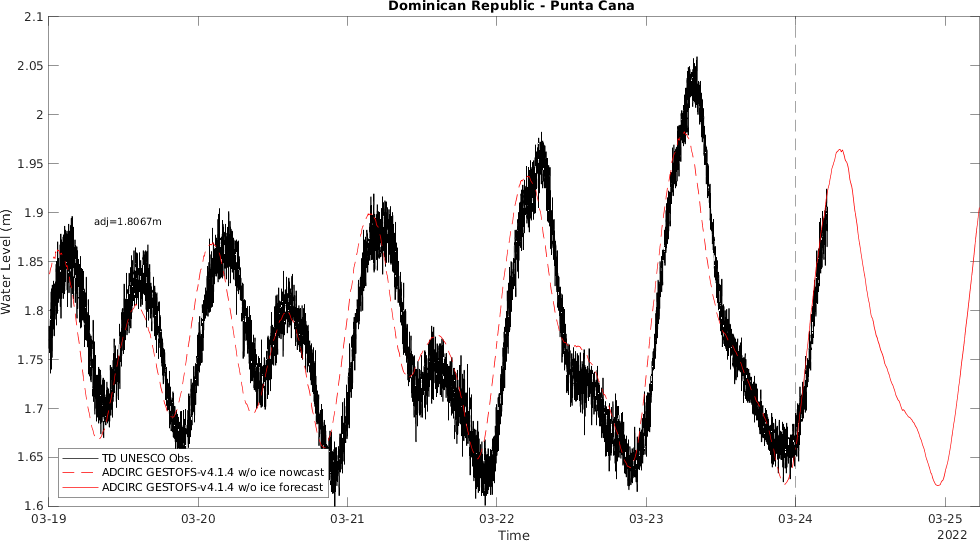 Dominican Republic - Punta Cana
2.1
2.05
2
1.95
1.9
1.85
1.8
1.75
1.7
1.65
1.6
Water Level (m)
adj=1.8067m
TD UNESCO Obs.
ADCIRC GESTOFS-v4.1.4 w/o ice nowcast
ADCIRC GESTOFS-v4.1.4 w/o ice forecast
03-19 03-20 03-21 03-22 03-23 03-24 03-25
Time 2022